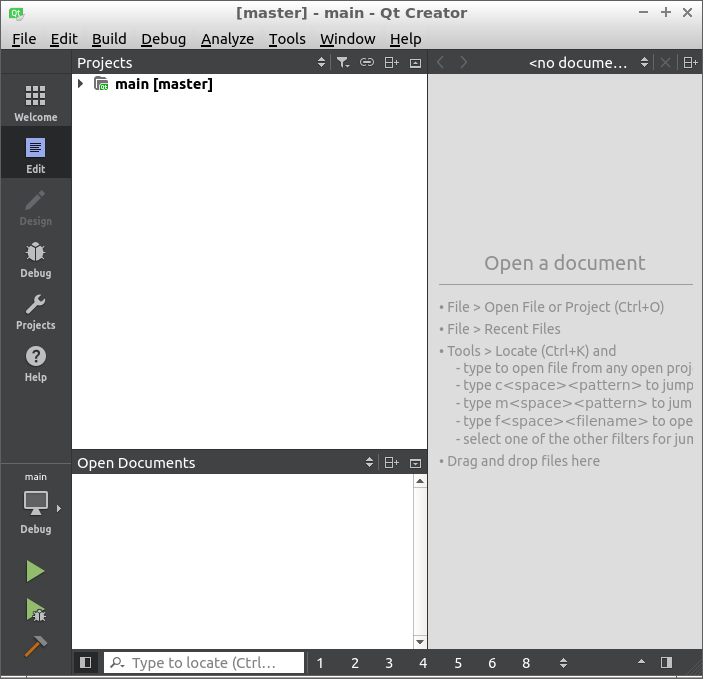 [master] - main - Qt Creator
File Edit Build Debug Analyze Tools Window Help
Projects
<no docume...
main [master]
Welcome
Edit
Design
Debug
Projects
Help
Open a document
• File > Open File or Project (Ctrl+O)
• File > Recent Files
• Tools > Locate (Ctrl+K) and
- type to open file from any open proj
- type c<space><pattern> to jump
- type m<space><pattern> to jum
- type f<space><filename> to ope
- select one of the other filters for jun
• Drag and drop files here
Open Documents
main
Debug
Type to locate (Ctrl...
1 2 3 4 5 6 8